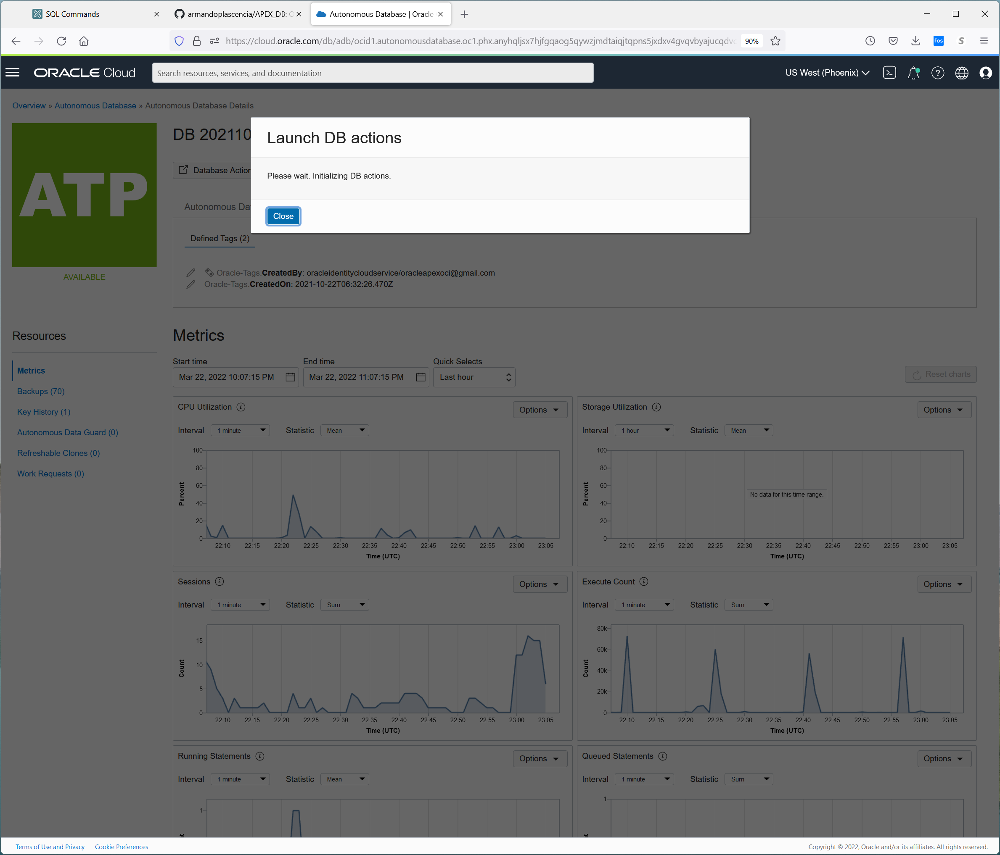 SQL Commands
armandoplascencia/APEX_DB: O
Autonomous Database | Oracle
https://cloud.oracle.com/db/adb/ocid1.autonomousdatabase.oc1.phx.anyhqljsx7hjfgqaog5qywzjmdtaiqjtqpns5jxdxv4gvqvbyajucqdvc
90%
fos
S
ORACLE Cloud
Search resources, services, and documentation
US West (Phoenix)
Overview » Autonomous Database » Autonomous Database Details
ATP
AVAILABLE
DB 202110
Database Action
Autonomous Da
Launch DB actions
Please wait. Initializing DB actions.
Close
Defined Tags (2)
Oracle-Tags.CreatedBy: oracleidentitycloudservice/oracleapexoci@gmail.com
Oracle-Tags.CreatedOn: 2021-10-22T06:32:26.470Z
Resources
Metrics
Backups (70)
Key History (1)
Autonomous Data Guard (0)
Refreshable Clones (0)
Work Requests (0)
Metrics
Start time
Mar 22, 2022 10:07:15 PM
End time
Mar 22, 2022 11:07:15 PM
Quick Selects
Last hour
Reset charts
CPU Utilization
Options
Interval 1 minute Statistic Mean
100
80
60
40
20
0
Percent
22:10 22:15 22:20 22:25 22:30 22:35 22:40 22:45 22:50 22:55 23:00 23:05
Time (UTC)
Storage Utilization
Options
Interval 1 hour Statistic Mean
100
80
60
40
20
0
Percent
No data for this time range.
22:10 22:15 22:20 22:25 22:30 22:35 22:40 22:45 22:50 22:55 23:00 23:05
Time (UTC)
Sessions
Options
Interval 1 minute Statistic Sum
15
10
5
0
Count
22:10 22:15 22:20 22:25 22:30 22:35 22:40 22:45 22:50 22:55 23:00 23:05
Time (UTC)
Execute Count
Options
Interval 1 minute Statistic Sum
80k
60k
40k
20k
0
Count
22:10 22:15 22:20 22:25 22:30 22:35 22:40 22:45 22:50 22:55 23:00 23:05
Time (UTC)
Running Statements
Options
Interval 1 minute Statistic Mean
1
Queued Statements
Options
Interval 1 minute Statistic Sum
1
Terms of Use and Privacy
Cookie Preferences
Copyright © 2022, Oracle and/or its affiliates. All rights reserved.